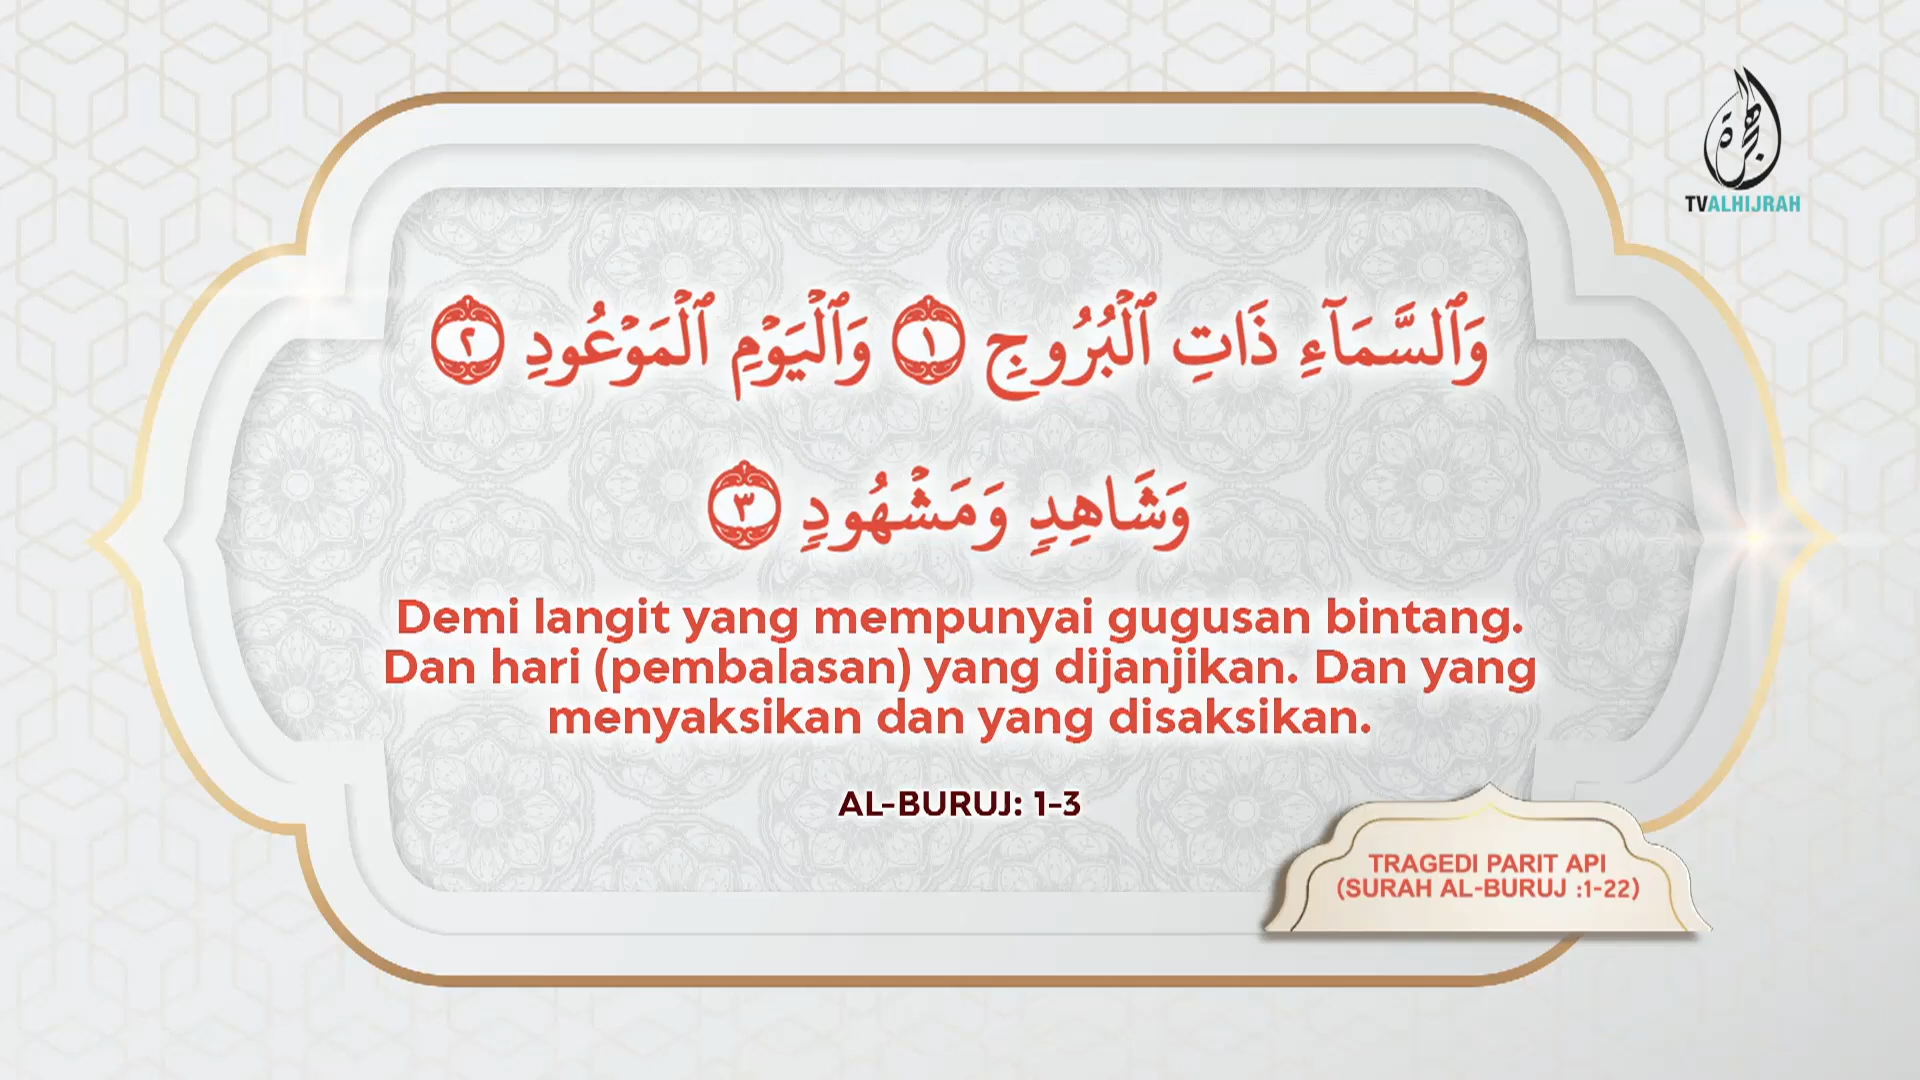 الهجرة
TVALHIJRAH
وَٱلسَّمَآءِ ذَاتِ ٱلْبُرُوجِ ١ وَٱلْيَوْمِ ٱلْمَوْعُودِ ٢
وَشَاهِدٍ وَمَشْهُودٍ ٣
Demi langit yang mempunyai gugusan bintang.
Dan hari (pembalasan) yang dijanjikan. Dan yang
menyaksikan dan yang disaksikan.
AL-BURUJ: 1-3
TRAGEDI PARIT API
(SURAH AL-BURUJ :1-22)